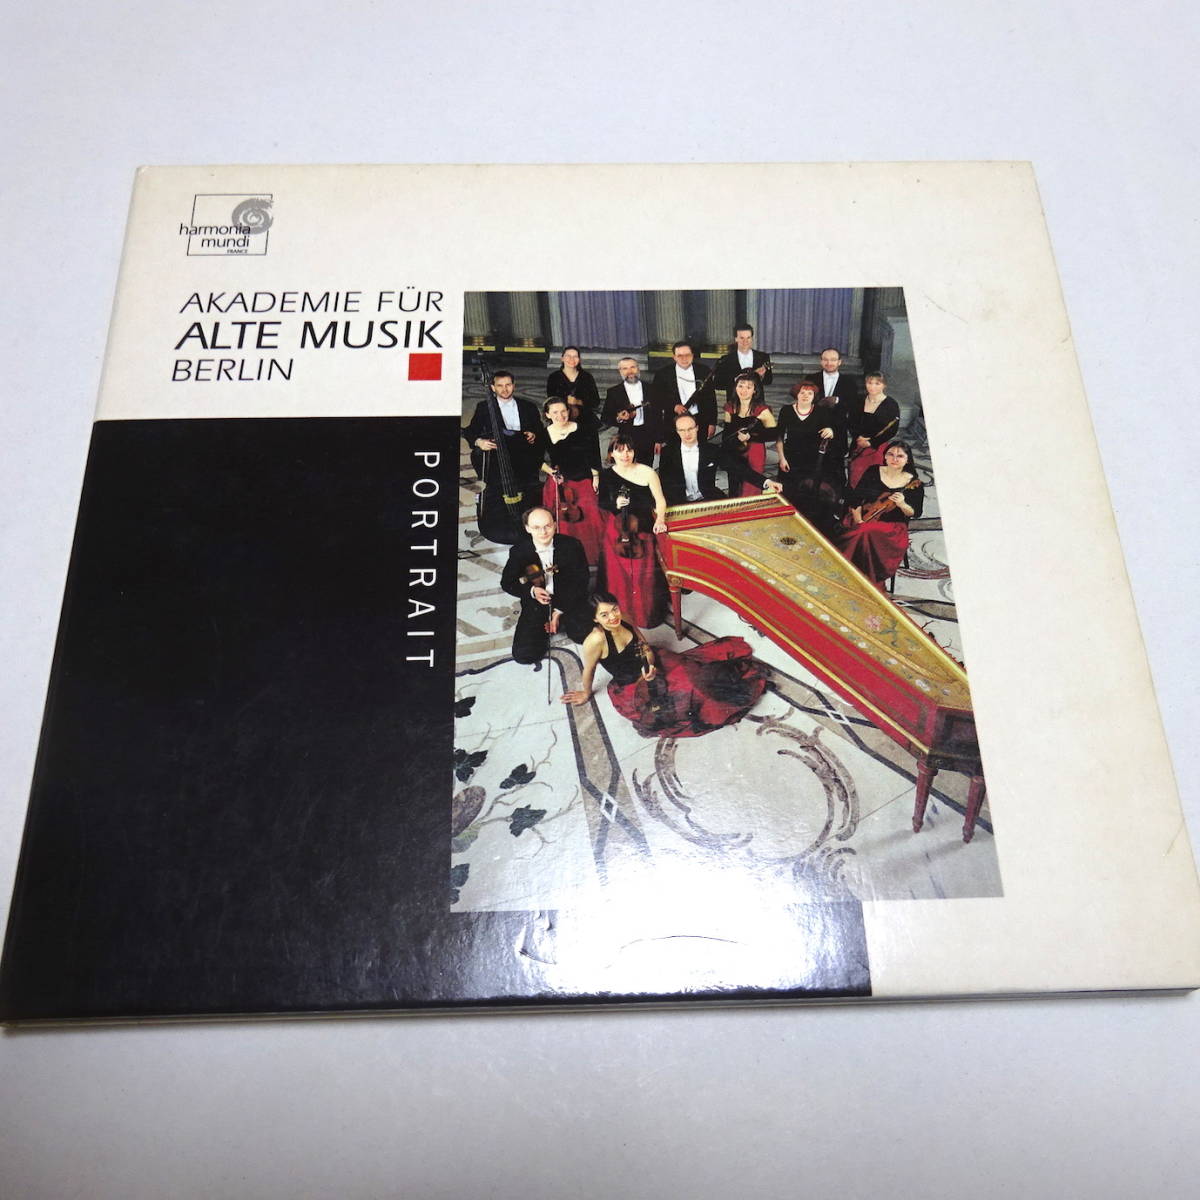 harmonia
mundi
FRANCE
AKADEMIE FÜR
ALTE MUSIK
BERLIN
PORTRAIT